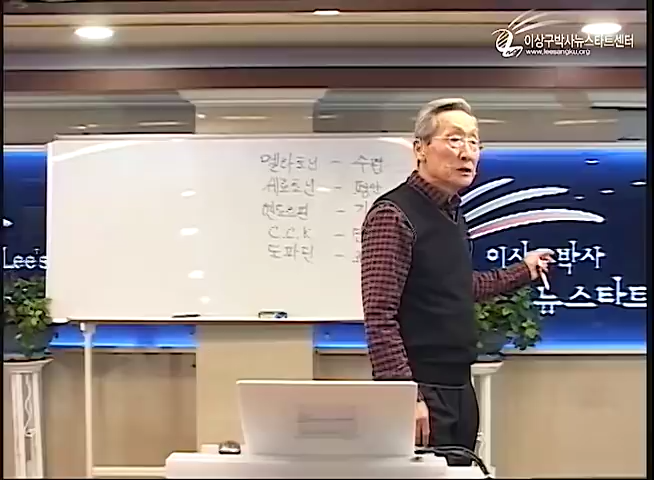 이상구박사뉴스타트센터
www.leesangku.org
멜라토닌 - 수면
세로토닌 - 평안
엔도르핀 - 기
C.C.K -
도파민 -
Lee's
이상구박사
뉴스타트